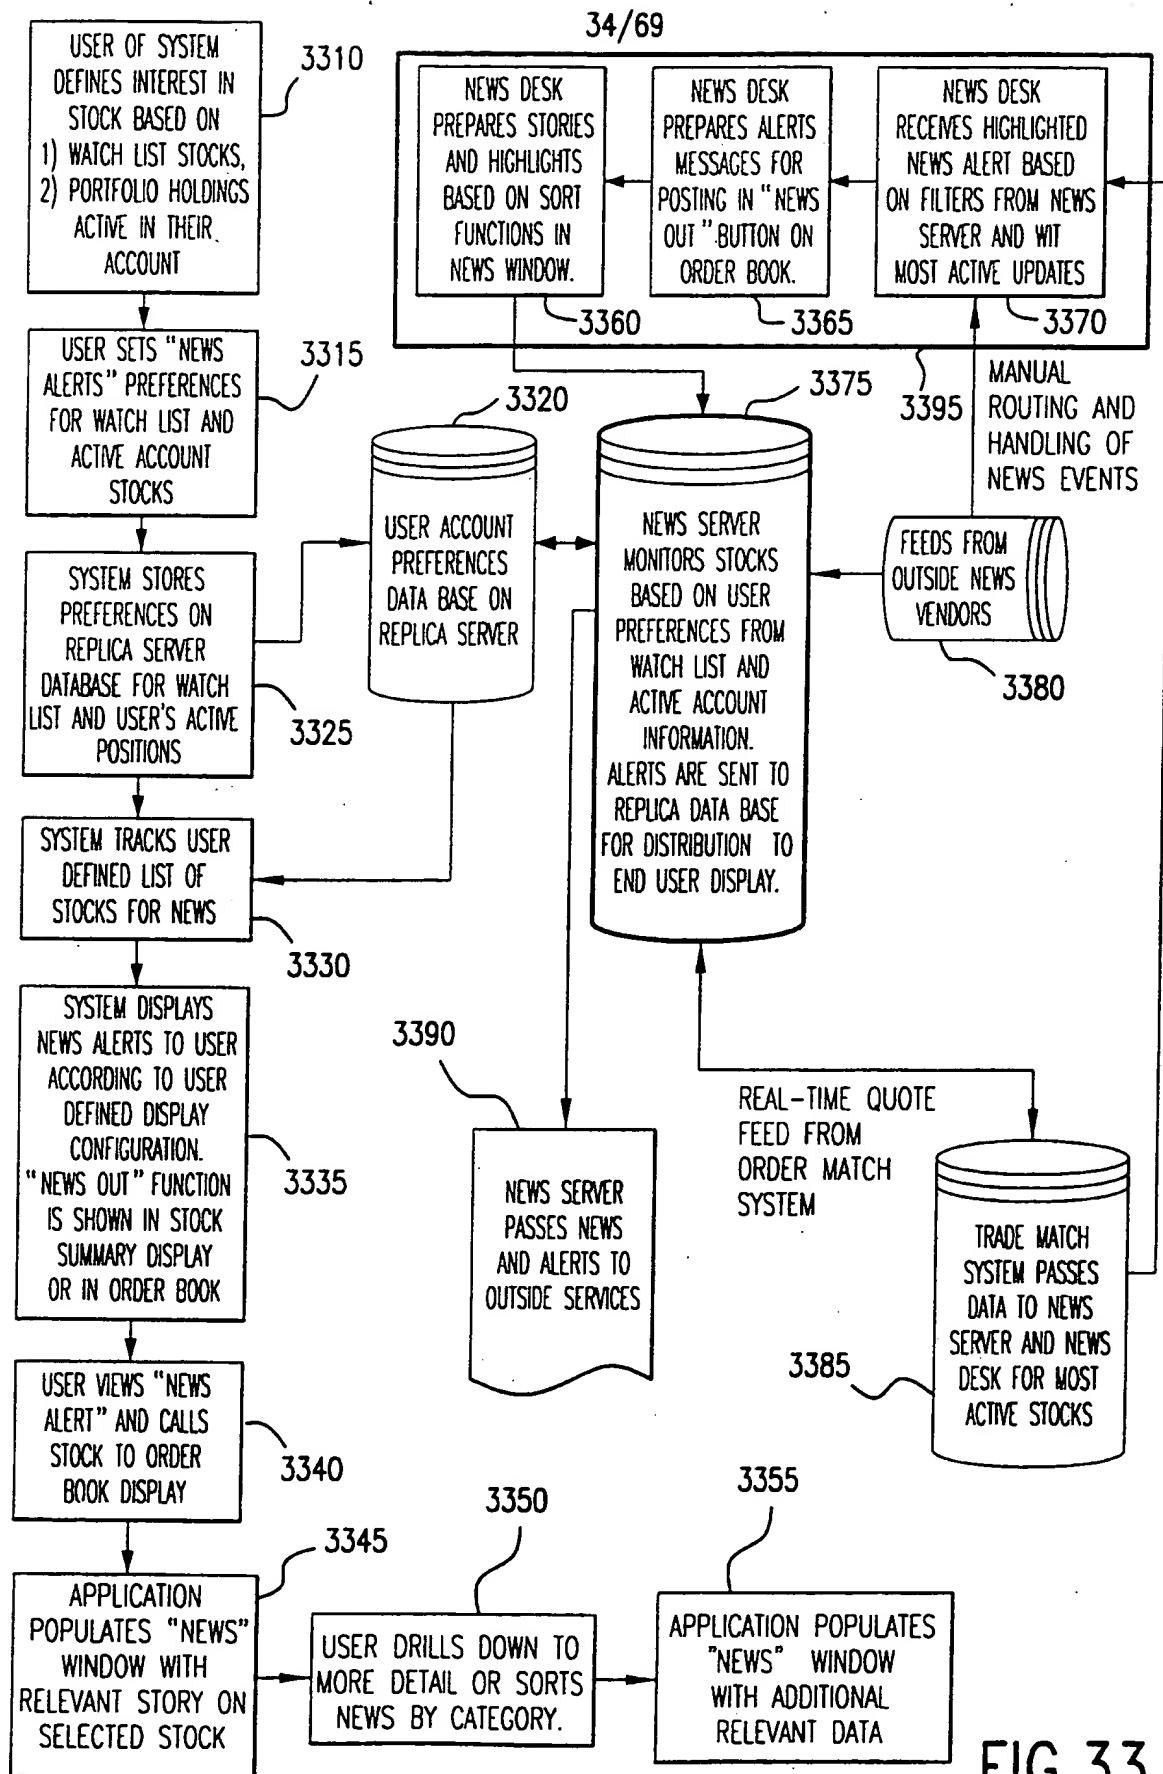 34/69
USER OF SYSTEM
DEFINES INTEREST IN
STOCK BASED ON
1) WATCH LIST STOCKS,
2) PORTFOLIO HOLDINGS
ACTIVE IN THEIR
ACCOUNT
3310
USER SETS "NEWS
ALERTS" PREFERENCES
FOR WATCH LIST AND
ACTIVE ACCOUNT
STOCKS
3315
SYSTEM STORES
PREFERENCES ON
REPLICA SERVER
DATABASE FOR WATCH
LIST AND USER'S ACTIVE
POSITIONS
3325
SYSTEM TRACKS USER
DEFINED LIST OF
STOCKS FOR NEWS
3330
SYSTEM DISPLAYS
NEWS ALERTS TO USER
ACCORDING TO USER
DEFINED DISPLAY
CONFIGURATION.
"NEWS OUT" FUNCTION
IS SHOWN IN STOCK
SUMMARY DISPLAY
OR IN ORDER BOOK
3335
USER VIEWS "NEWS
ALERT" AND CALLS
STOCK TO ORDER
BOOK DISPLAY
3340
APPLICATION
POPULATES "NEWS"
WINDOW WITH
RELEVANT STORY ON
SELECTED STOCK
3345
USER DRILLS DOWN TO
MORE DETAIL OR SORTS
NEWS BY CATEGORY.
3350
APPLICATION POPULATES
"NEWS" WINDOW
WITH ADDITIONAL
RELEVANT DATA
3355
NEWS DESK
PREPARES STORIES
AND HIGHLIGHTS
BASED ON SORT
FUNCTIONS IN
NEWS WINDOW.
3360
NEWS DESK
PREPARES ALERTS
MESSAGES FOR
POSTING IN "NEWS
OUT" BUTTON ON
ORDER BOOK.
3365
NEWS DESK
RECEIVES HIGHLIGHTED
NEWS ALERT BASED
ON FILTERS FROM NEWS
SERVER AND WIT
MOST ACTIVE UPDATES
3370
3395
MANUAL
ROUTING AND
HANDLING OF
NEWS EVENTS
3320
USER ACCOUNT
PREFERENCES
DATA BASE ON
REPLICA SERVER
3375
NEWS SERVER
MONITORS STOCKS
BASED ON USER
PREFERENCES FROM
WATCH LIST AND
ACTIVE ACCOUNT
INFORMATION.
ALERTS ARE SENT TO
REPLICA DATA BASE
FOR DISTRIBUTION TO
END USER DISPLAY.
FEEDS FROM
OUTSIDE NEWS
VENDORS
3380
3390
NEWS SERVER
PASSES NEWS
AND ALERTS TO
OUTSIDE SERVICES
REAL-TIME QUOTE
FEED FROM
ORDER MATCH
SYSTEM
TRADE MATCH
SYSTEM PASSES
DATA TO NEWS
SERVER AND NEWS
DESK FOR MOST
ACTIVE STOCKS
3385
FIG. 33